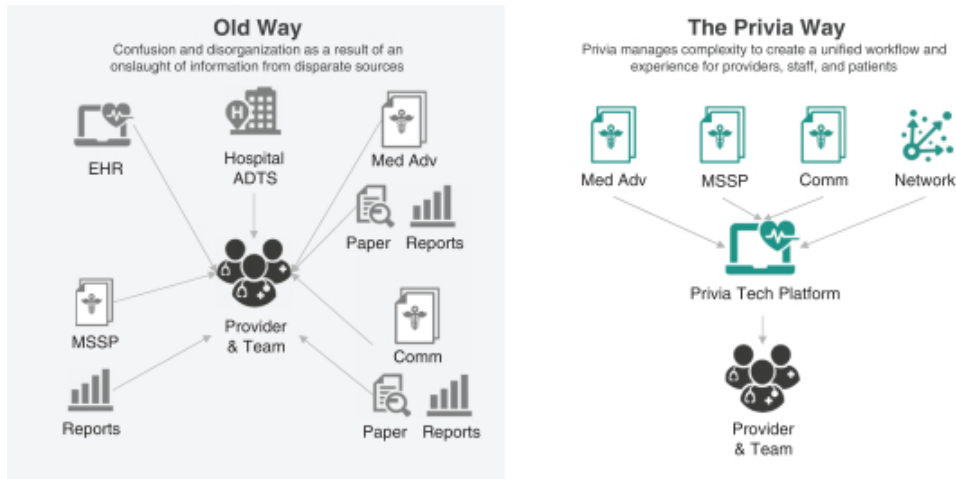 Old Way
Confusion and disorganization as a result of an
onslaught of information from disparate sources
EHR
Hospital
ADTS
Med Adv
Paper
Reports
MSSP
Provider
& Team
Comm
Reports
Paper
Reports
The Privia Way
Privia manages complexity to create a unified workflow and
experience for providers, staff, and patients
Med Adv
MSSP
Comm
Network
Privia Tech Platform
Provider
& Team